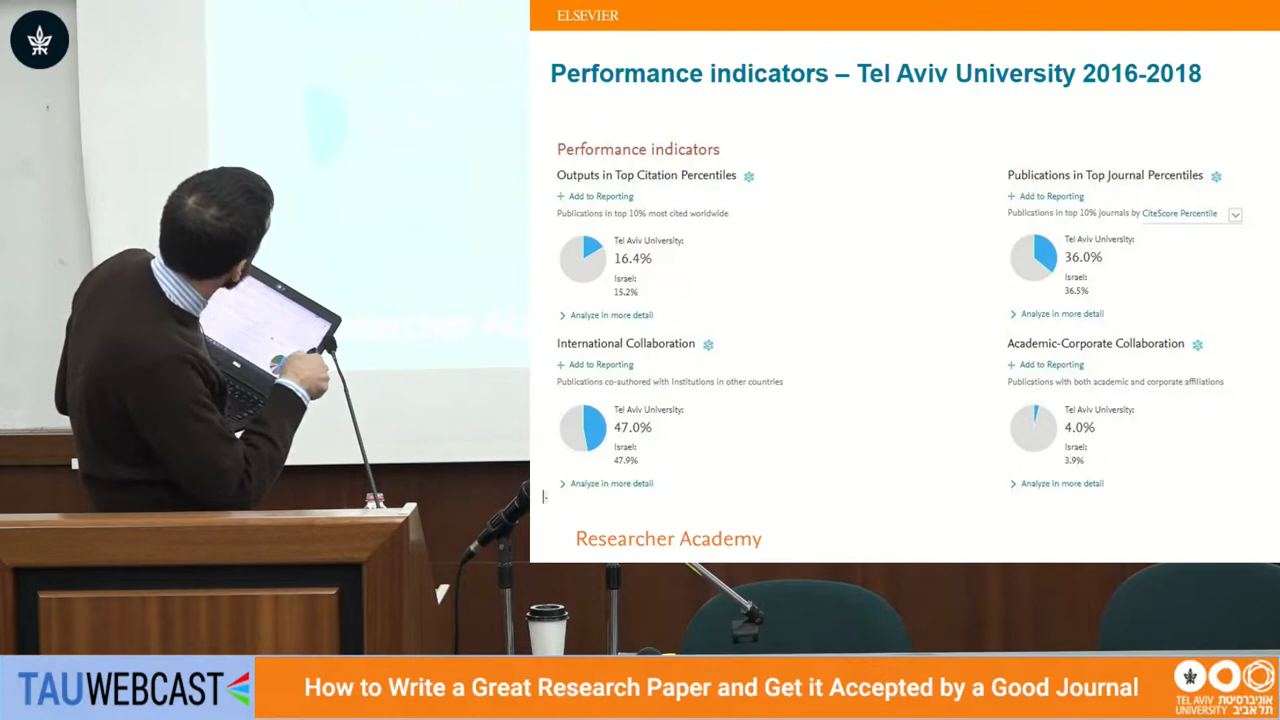 ELSEVIER
Performance indicators – Tel Aviv University 2016-2018
Performance indicators
Outputs in Top Citation Percentiles
+ Add to Reporting
Publications in top 10% most cited worldwide
Tel Aviv University:
16.4%
Israel:
15.2%
> Analyze in more detail
Publications in Top Journal Percentiles
+ Add to Reporting
Publications in top 10% journals by CiteScore Percentile
Tel Aviv University:
36.0%
Israel:
36.5%
> Analyze in more detail
International Collaboration
+ Add to Reporting
Publications co-authored with Institutions in other countries
Tel Aviv University:
47.0%
Israel:
47.9%
> Analyze in more detail
Academic-Corporate Collaboration
+ Add to Reporting
Publications with both academic and corporate affiliations
Tel Aviv University:
4.0%
Israel:
3.9%
> Analyze in more detail
Researcher Academy
TAUWEBCAST
How to Write a Great Research Paper and Get it Accepted by a Good Journal
TEL AVIV אוניברסיטת
UNIVERSITY תל אביב